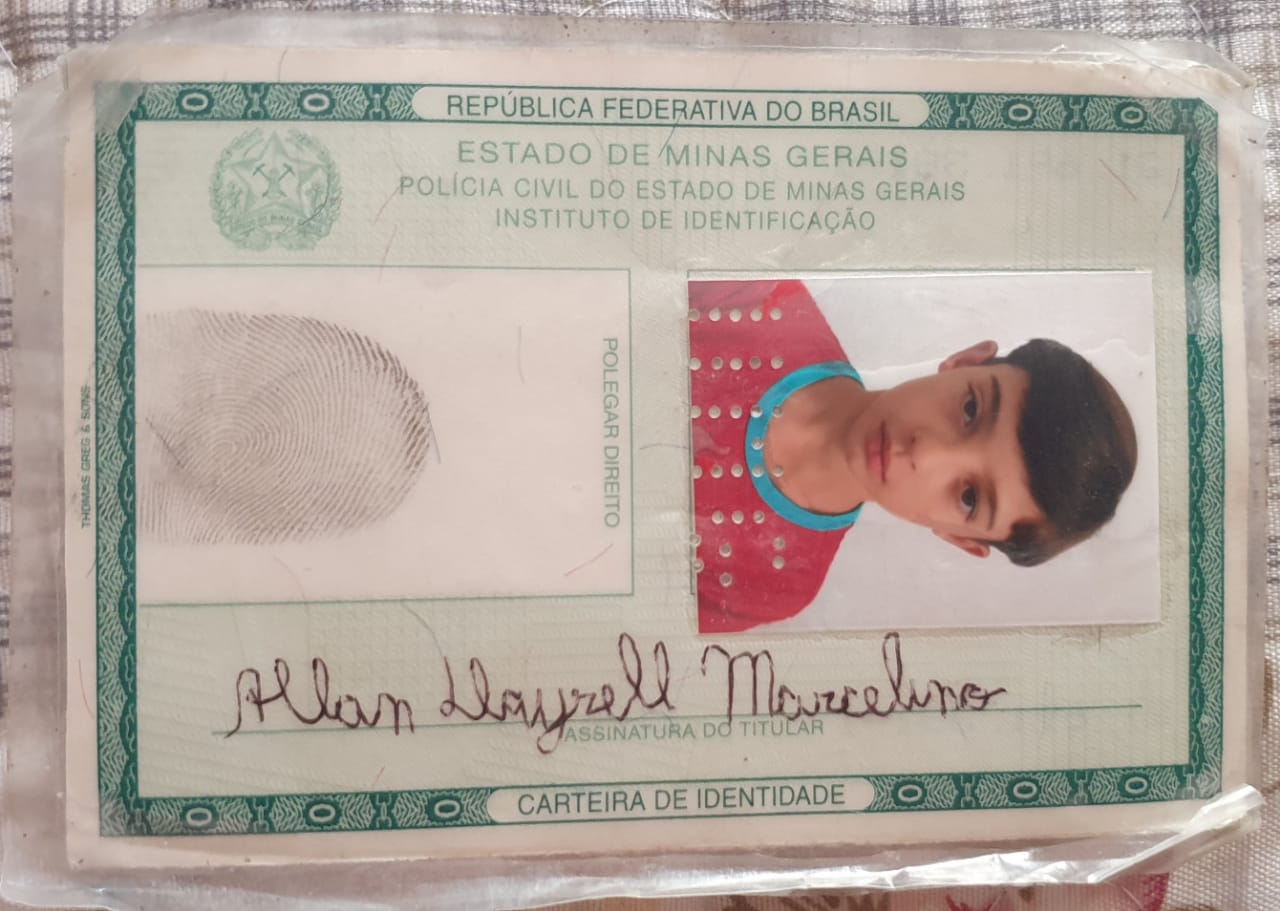 REPÚBLICA FEDERATIVA DO BRASIL
ESTADO DE MINAS GERAIS
POLÍCIA CIVIL DO ESTADO DE MINAS GERAIS
INSTITUTO DE IDENTIFICAÇÃO
POLEGAR DIREITO
THOMAS GREG & SONS
Allan Llayrell Marcelino
ASSINATURA DO TITULAR
CARTEIRA DE IDENTIDADE